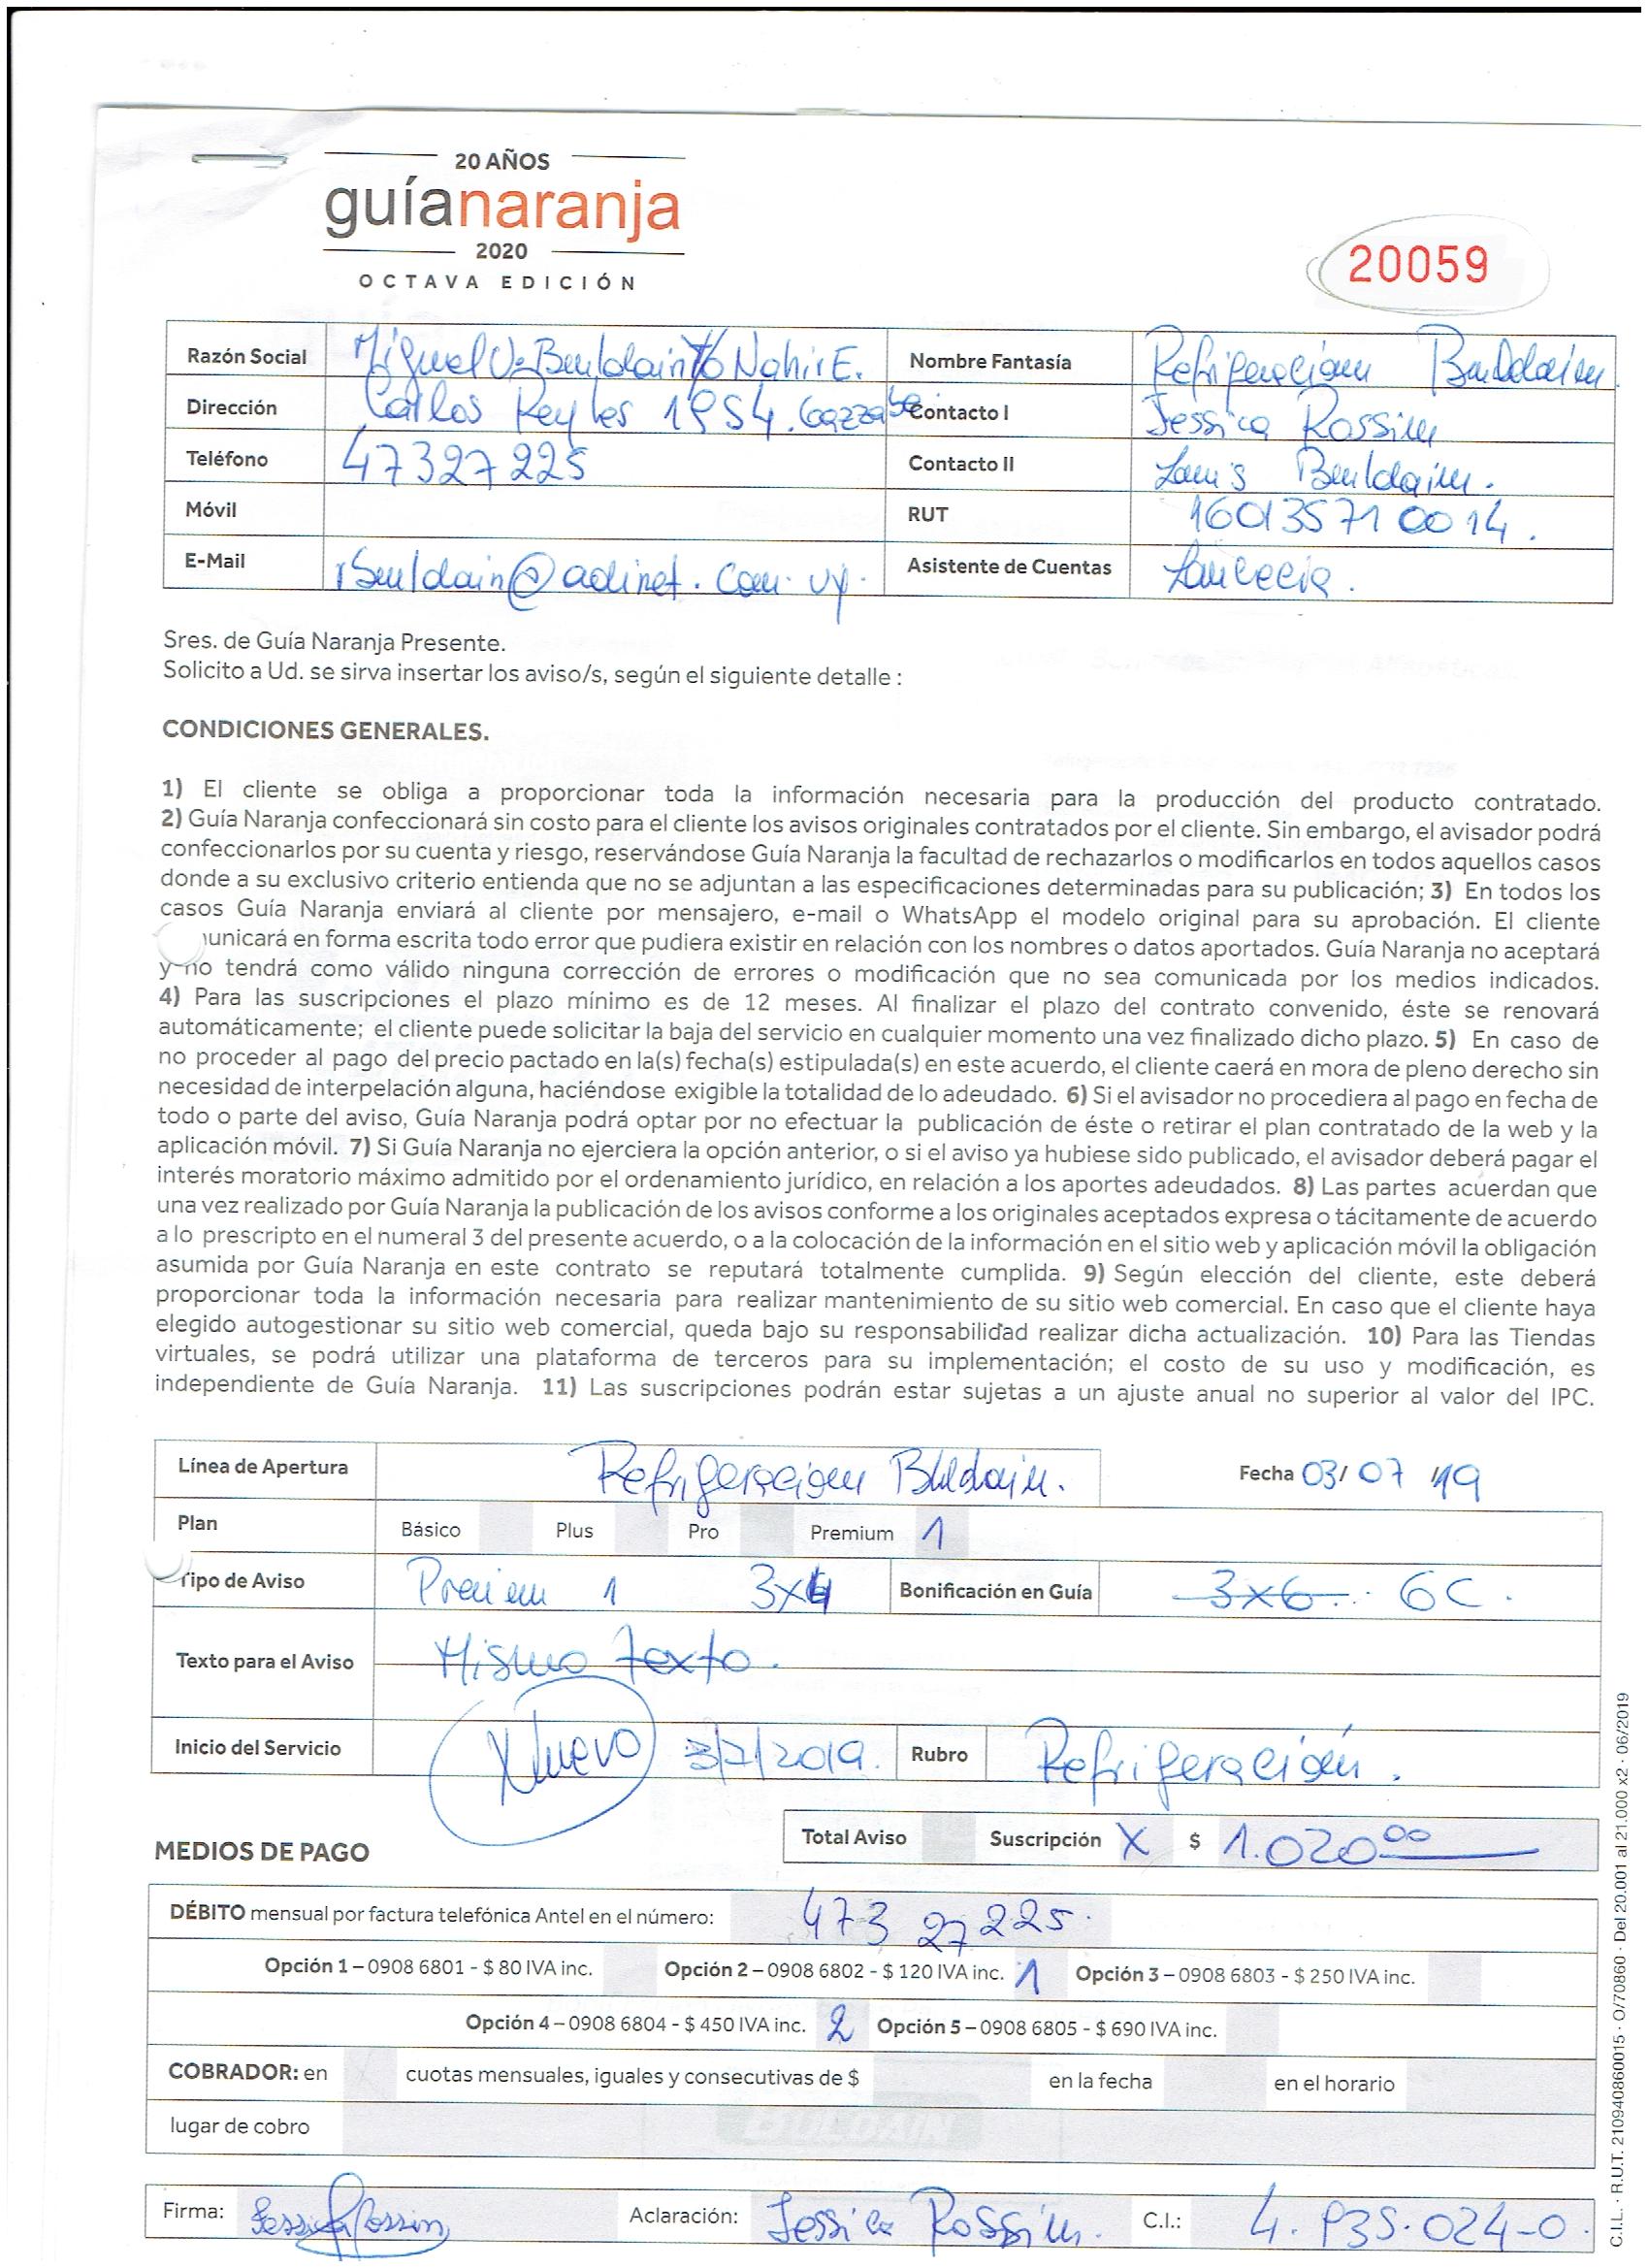 20 AÑOS
guíanaranja
2020
OCTAVA EDICIÓN
20059
Razón Social Miguel Nahir E. Nombre Fantasía Refrigeración Buldain
Dirección Carlos Reyles Contacto I Jessica Rossin
Teléfono 47327225 Contacto II Buldain.
Móvil RUT 160135710014.
E-Mail rbuldain@adinet.com.uy. Asistente de Cuentas
Sres. de Guía Naranja Presente.
Solicito a Ud. se sirva insertar los aviso/s, según el siguiente detalle :
CONDICIONES GENERALES.
1) El cliente se obliga a proporcionar toda la información necesaria para la producción del producto contratado.
2) Guía Naranja confeccionará sin costo para el cliente los avisos originales contratados por el cliente. Sin embargo, el avisador podrá
confeccionarlos por su cuenta y riesgo, reservándose Guía Naranja la facultad de rechazarlos o modificarlos en todos aquellos casos
donde a su exclusivo criterio entienda que no se adjuntan a las especificaciones determinadas para su publicación; 3) En todos los
casos Guía Naranja enviará al cliente por mensajero, e-mail o WhatsApp el modelo original para su aprobación. El cliente
unicará en forma escrita todo error que pudiera existir en relación con los nombres o datos aportados. Guía Naranja no aceptará
y no tendrá como válido ninguna corrección de errores o modificación que no sea comunicada por los medios indicados.
4) Para las suscripciones el plazo mínimo es de 12 meses. Al finalizar el plazo del contrato convenido, éste se renovará
automáticamente; el cliente puede solicitar la baja del servicio en cualquier momento una vez finalizado dicho plazo. 5) En caso de
no proceder al pago del precio pactado en la(s) fecha(s) estipulada(s) en este acuerdo, el cliente caerá en mora de pleno derecho sin
necesidad de interpelación alguna, haciéndose exigible la totalidad de lo adeudado. 6) Si el avisador no procediera al pago en fecha de
todo o parte del aviso, Guía Naranja podrá optar por no efectuar la publicación de éste o retirar el plan contratado de la web y la
aplicación móvil. 7) Si Guía Naranja no ejerciera la opción anterior, o si el aviso ya hubiese sido publicado, el avisador deberá pagar el
interés moratorio máximo admitido por el ordenamiento jurídico, en relación a los aportes adeudados. 8) Las partes acuerdan que
una vez realizado por Guía Naranja la publicación de los avisos conforme a los originales aceptados expresa o tácitamente de acuerdo
a lo prescripto en el numeral 3 del presente acuerdo, o a la colocación de la información en el sitio web y aplicación móvil la obligación
asumida por Guía Naranja en este contrato se reputará totalmente cumplida. 9) Según elección del cliente, este deberá
proporcionar toda la información necesaria para realizar mantenimiento de su sitio web comercial. En caso que el cliente haya
elegido autogestionar su sitio web comercial, queda bajo su responsabilidad realizar dicha actualización. 10) Para las Tiendas
virtuales, se podrá utilizar una plataforma de terceros para su implementación; el costo de su uso y modificación, es
independiente de Guía Naranja. 11) Las suscripciones podrán estar sujetas a un ajuste anual no superior al valor del IPC.
Línea de Apertura Refrigeración Buldain. Fecha 03/07/19
Plan Básico Plus Pro Premium 1
Tipo de Aviso Premium 1 3x4 Bonificación en Guía 3x6 6C.
Texto para el Aviso Mismo texto.
Inicio del Servicio Nuevo 3/7/2019. Rubro Refrigeración.
Total Aviso Suscripción X $ 1.02000
MEDIOS DE PAGO
DÉBITO mensual por factura telefónica Antel en el número: 473 27225.
Opción 1 – 0908 6801 - $ 80 IVA inc. Opción 2 – 0908 6802 - $ 120 IVA inc. 1 Opción 3 – 0908 6803 - $ 250 IVA inc.
Opción 4 – 0908 6804 - $ 450 IVA inc. 2 Opción 5 – 0908 6805 - $ 690 IVA inc.
COBRADOR: en cuotas mensuales, iguales y consecutivas de $ en la fecha en el horario
lugar de cobro
Firma: Jessica Rossin Aclaración: Jessica Rossin. C.I.:
C.I.L. - R.U.T. 210940860015 - O/70860 - Del 20.001 al 21.000 x2 - 06/2019